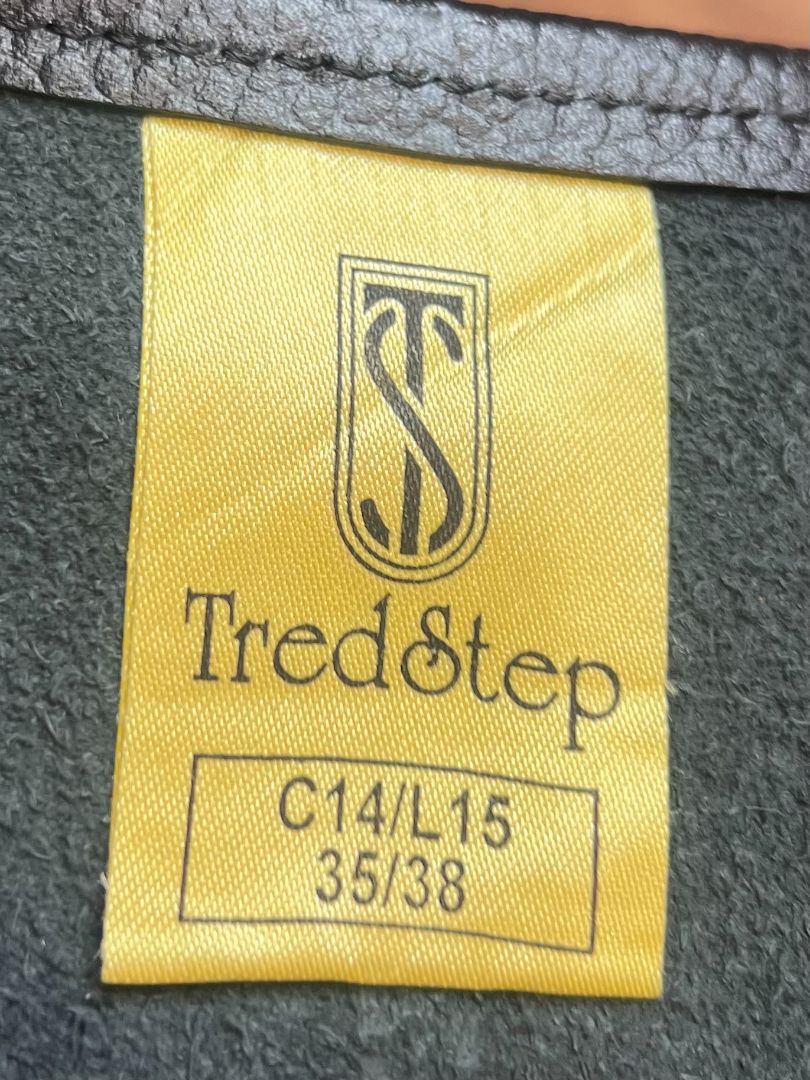 TS
TredStep
C14/L15
35/38